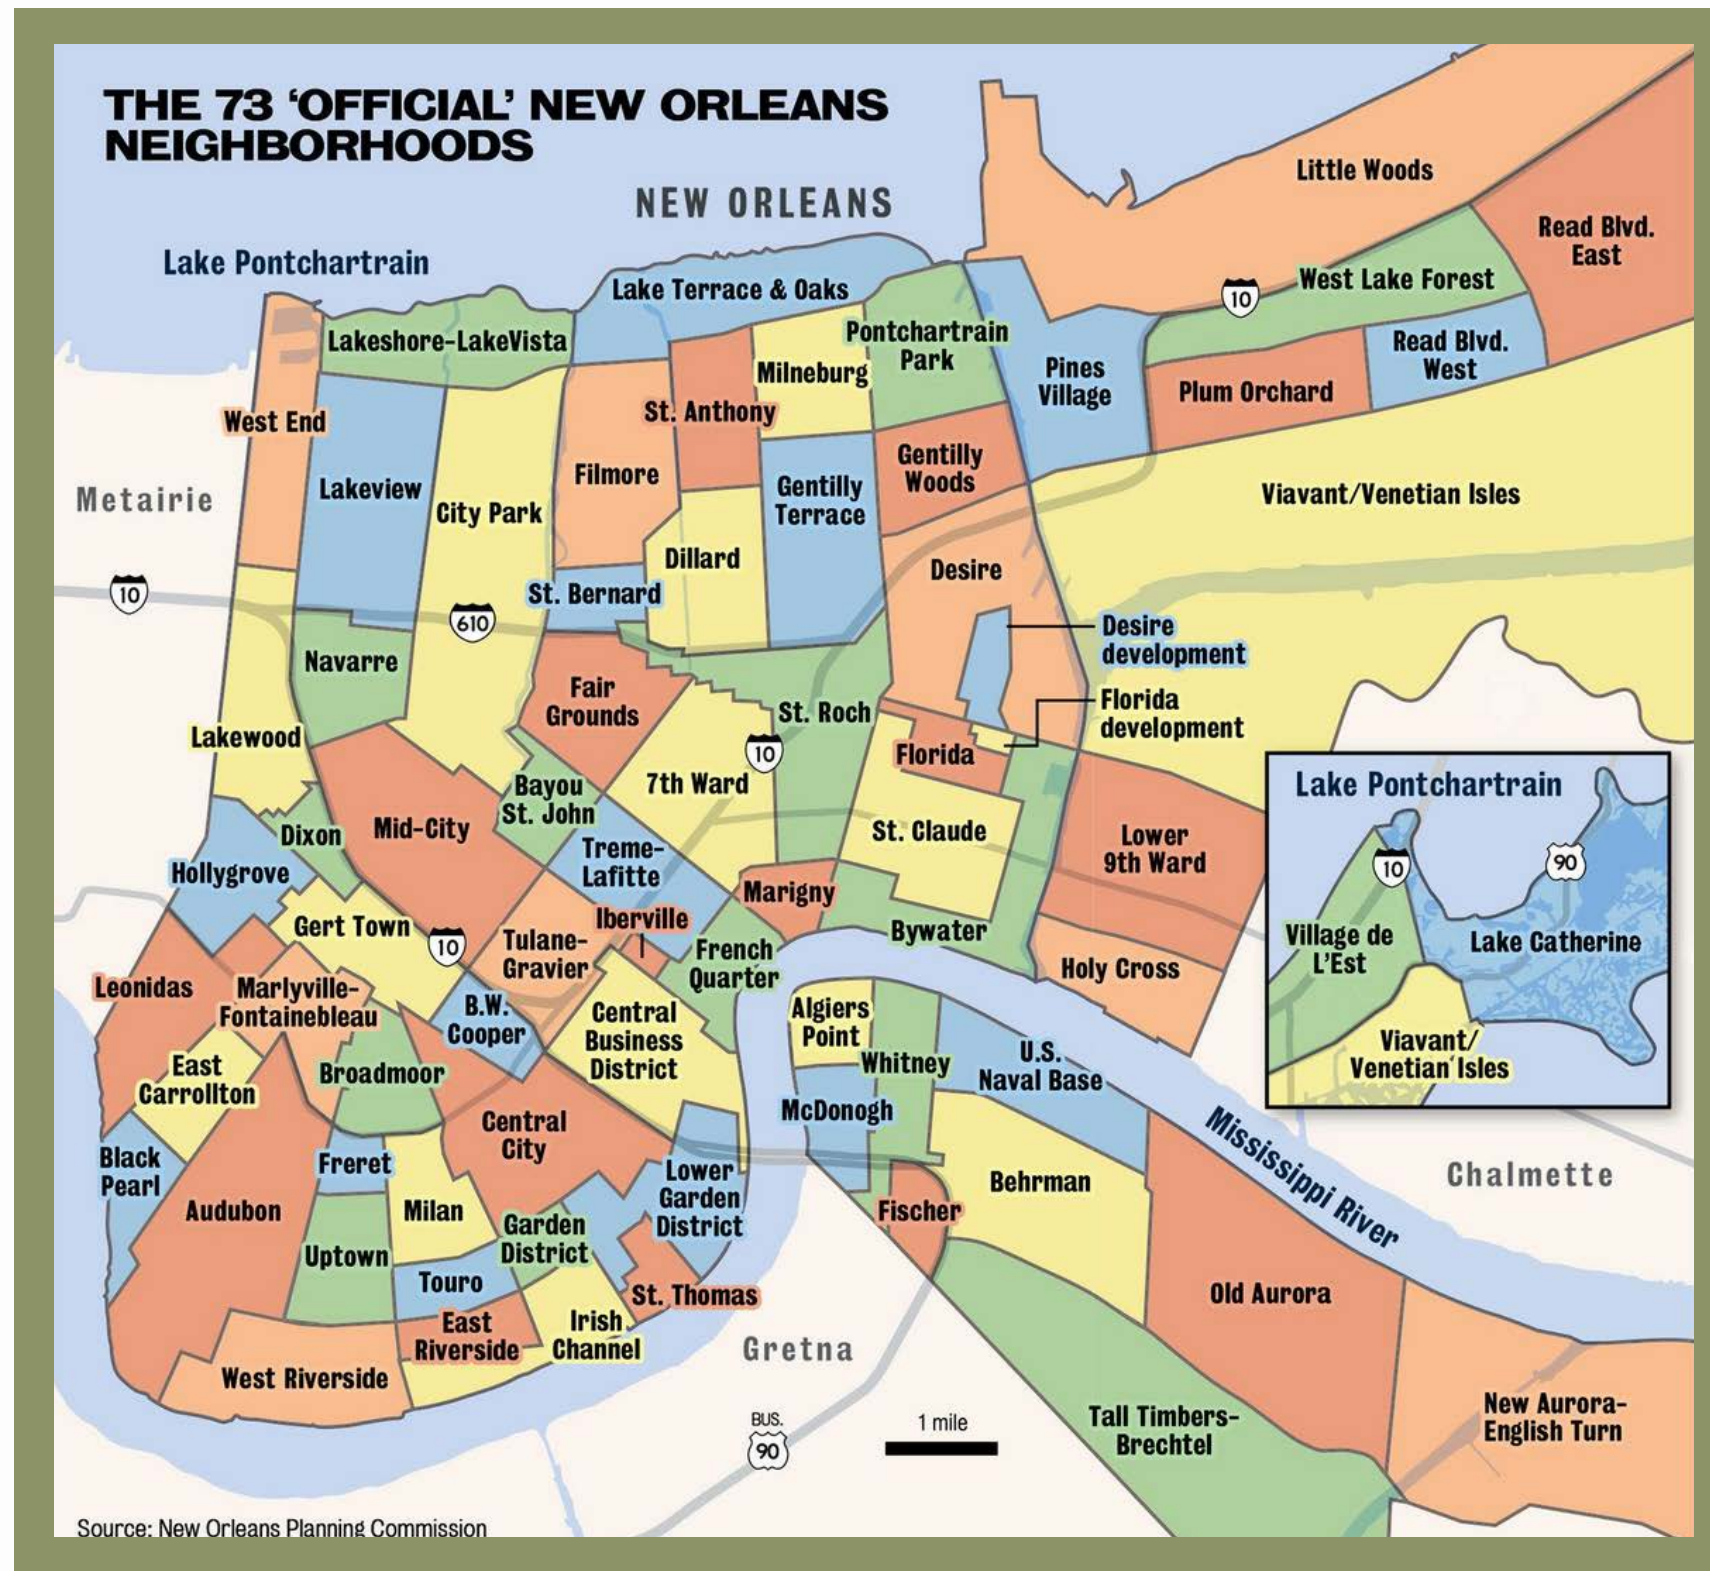 THE 73 ‘OFFICIAL’ NEW ORLEANS
NEIGHBORHOODS
NEW ORLEANS
Lake Pontchartrain
Little Woods
Read Blvd.
East
West Lake Forest
10
Lake Terrace & Oaks
Lakeshore-LakeVista
Pontchartrain
Park
Milneburg
Pines
Village
Read Blvd.
West
Plum Orchard
West End
St. Anthony
Metairie
Lakeview
City Park
Filmore
Gentilly
Terrace
Gentilly
Woods
Viavant/Venetian Isles
Dillard
Desire
10
St. Bernard
610
Desire
development
Navarre
Fair
Grounds
St. Roch
Florida
development
Lakewood
10
Florida
7th Ward
Bayou
St. John
Dixon
Mid-City
St. Claude
Lower
9th Ward
Hollygrove
Treme-
Lafitte
Marigny
Iberville
Gert Town
10
Tulane-
Gravier
French
Quarter
Bywater
Holy Cross
Leonidas
Marlyville-
Fontainebleau
B.W.
Cooper
Central
Business
District
Algiers
Point
Whitney
U.S.
Naval Base
East
Carrollton
Broadmoor
McDonogh
Central
City
Black
Pearl
Freret
Lower
Garden
District
Behrman
Mississippi River
Chalmette
Audubon
Milan
Garden
District
Fischer
Uptown
Touro
St. Thomas
Old Aurora
East
Riverside
Irish
Channel
West Riverside
Gretna
New Aurora-
English Turn
Tall Timbers-
Brechtel
BUS.
90
1 mile
Lake Pontchartrain
10
90
Village de
L’Est
Lake Catherine
Viavant/
Venetian Isles
Source: New Orleans Planning Commission